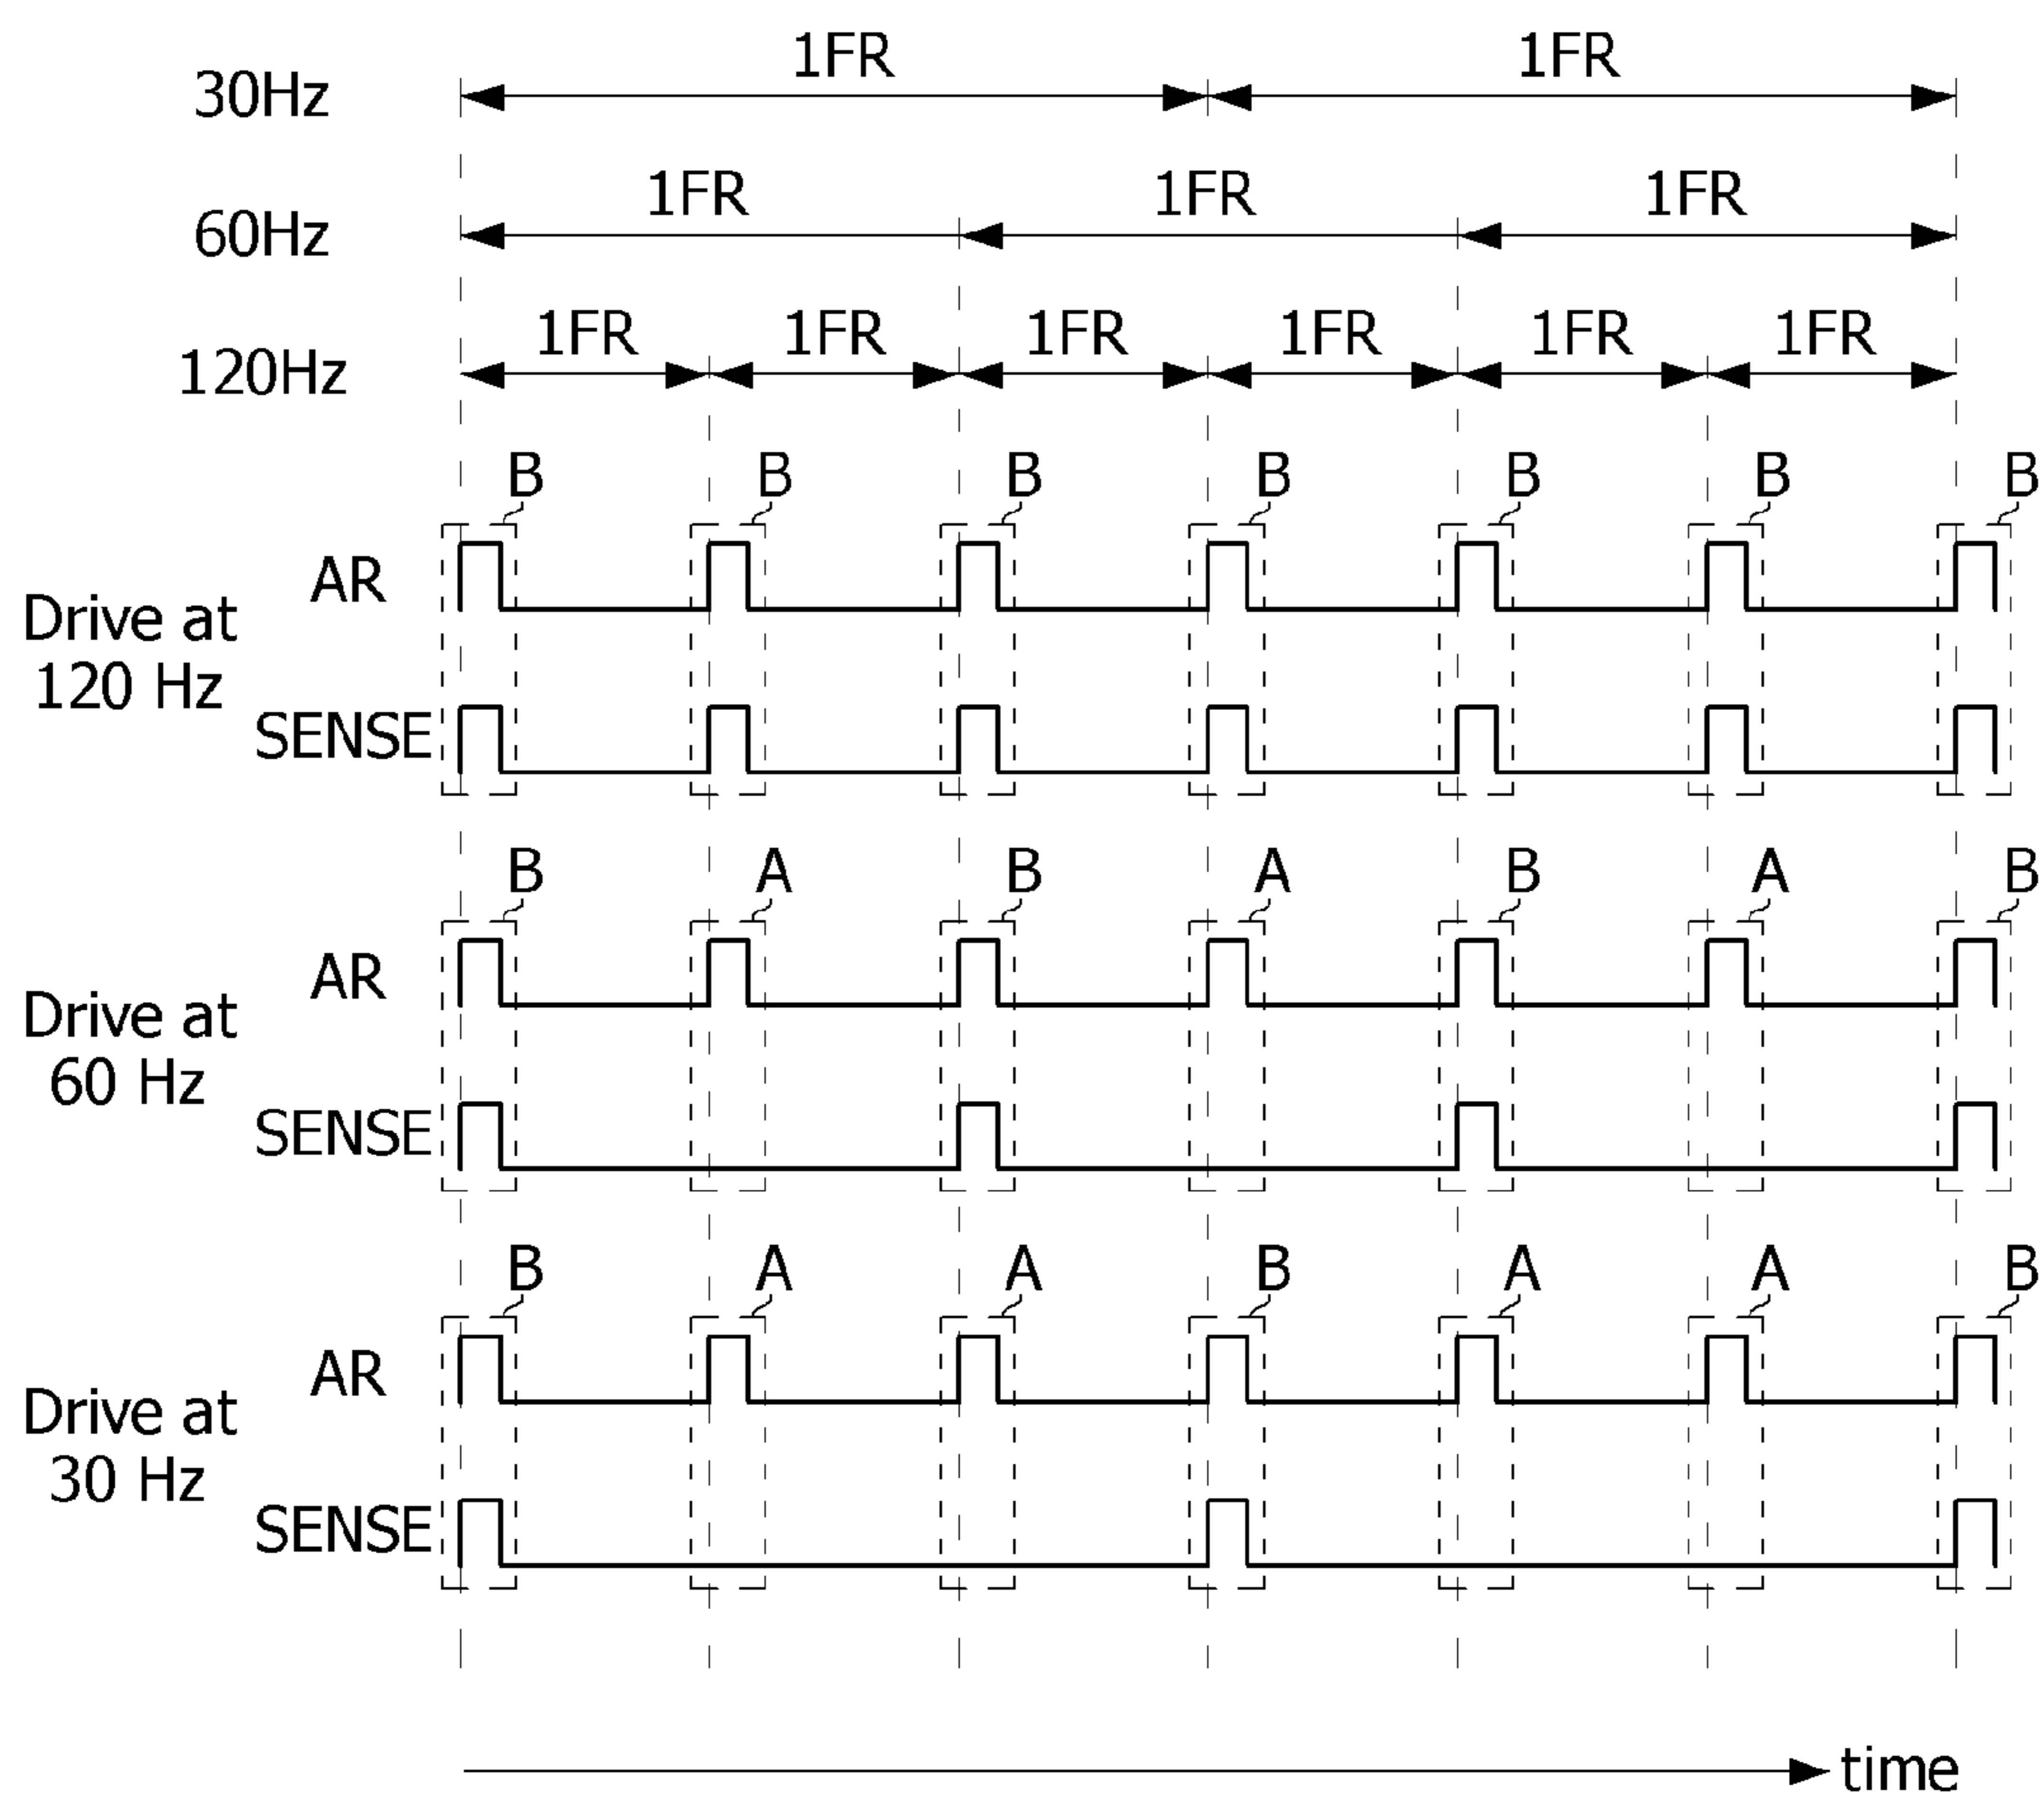 1FR 1FR
30Hz
1FR 1FR 1FR
60Hz
1FR 1FR 1FR 1FR 1FR 1FR
120Hz
B B B B B B B
AR
Drive at
120 Hz
SENSE
B A B A B A B
AR
Drive at
60 Hz
SENSE
B A A B A A B
AR
Drive at
30 Hz
SENSE
time